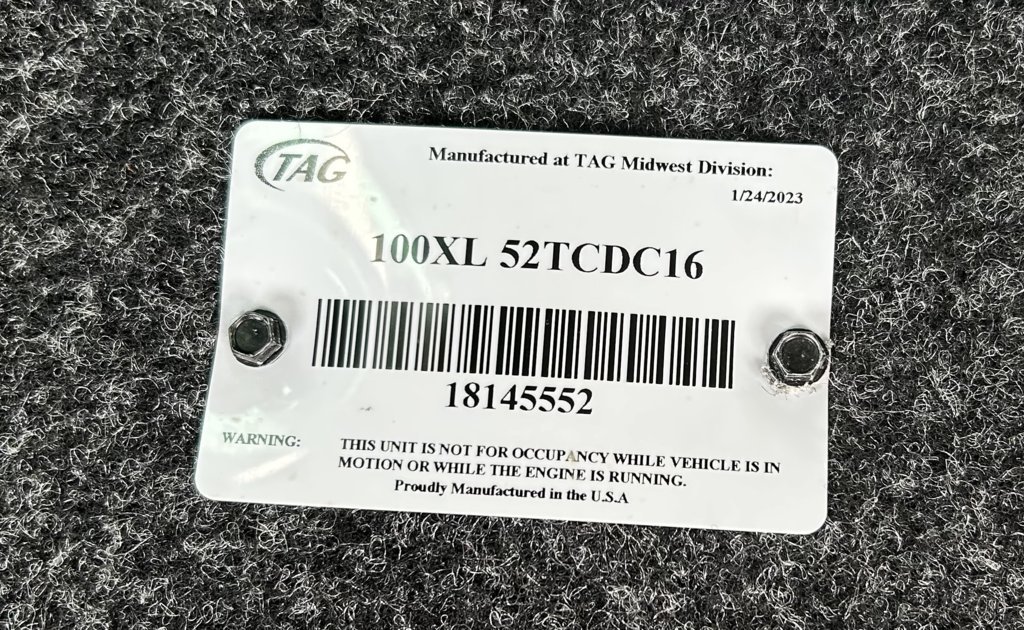 TAG
Manufactured at TAG Midwest Division:
1/24/2023
100XL 52TCDC16
18145552
WARNING: THIS UNIT IS NOT FOR OCCUPANCY WHILE VEHICLE IS IN
MOTION OR WHILE THE ENGINE IS RUNNING.
Proudly Manufactured in the U.S.A